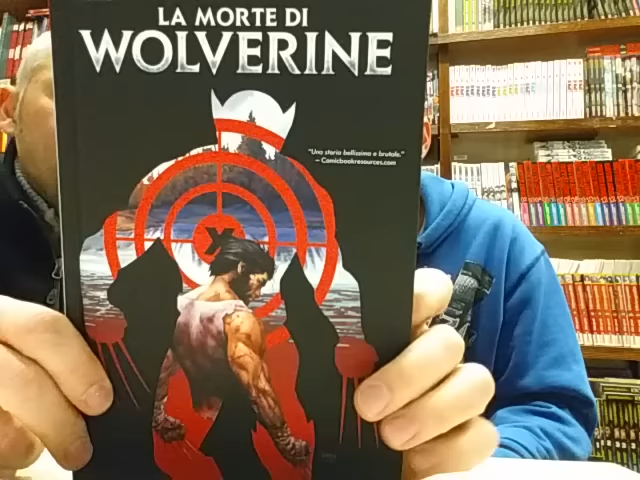 LA MORTE DI
WOLVERINE
"Una storia bellissima e brutale."
– Comicbookresources.com
X